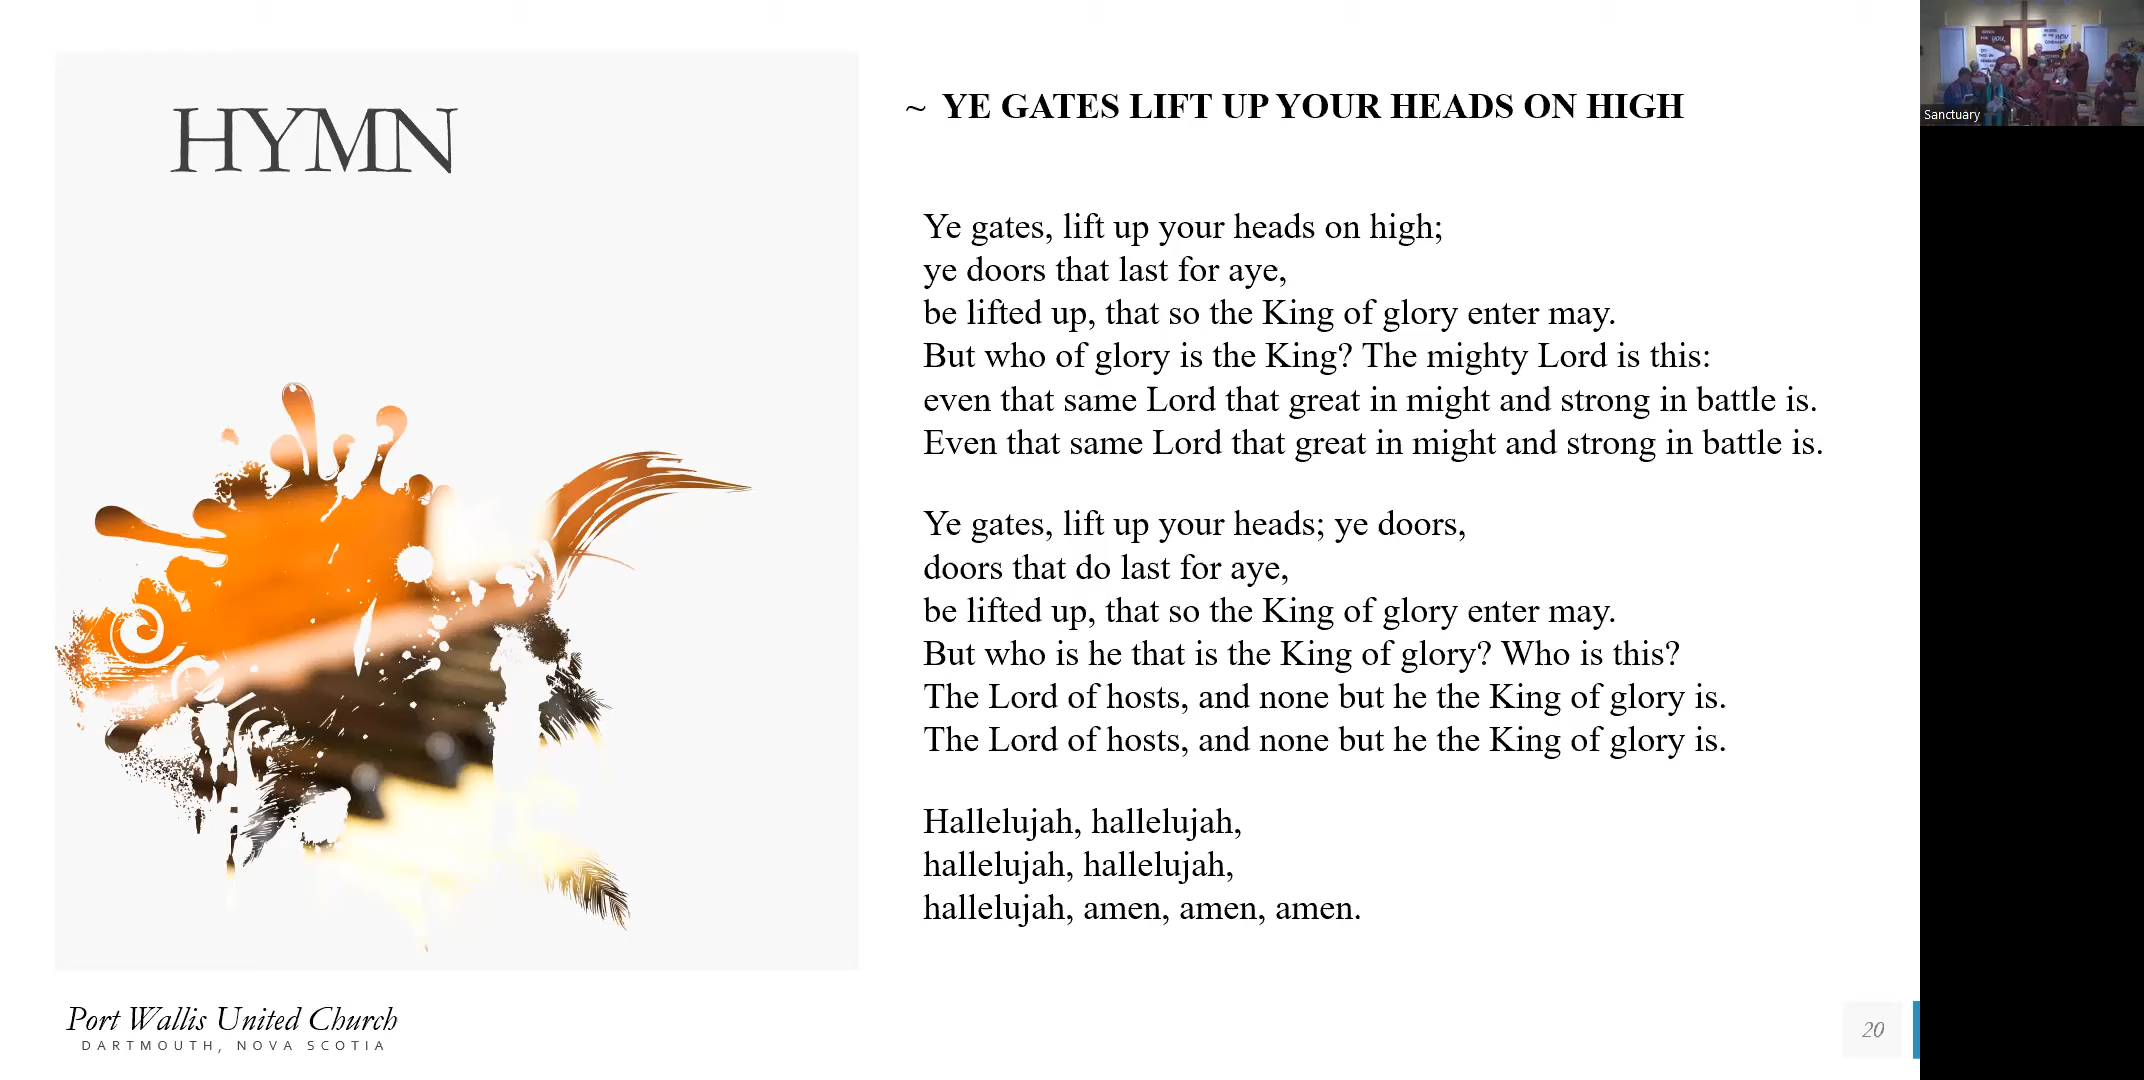 HYMN
~ YE GATES LIFT UP YOUR HEADS ON HIGH
Ye gates, lift up your heads on high;
ye doors that last for aye,
be lifted up, that so the King of glory enter may.
But who of glory is the King? The mighty Lord is this:
even that same Lord that great in might and strong in battle is.
Even that same Lord that great in might and strong in battle is.
Ye gates, lift up your heads; ye doors,
doors that do last for aye,
be lifted up, that so the King of glory enter may.
But who is he that is the King of glory? Who is this?
The Lord of hosts, and none but he the King of glory is.
The Lord of hosts, and none but he the King of glory is.
Hallelujah, hallelujah,
hallelujah, hallelujah,
hallelujah, amen, amen, amen.
Port Wallis United Church
DARTMOUTH, NOVA SCOTIA
20
Sanctuary